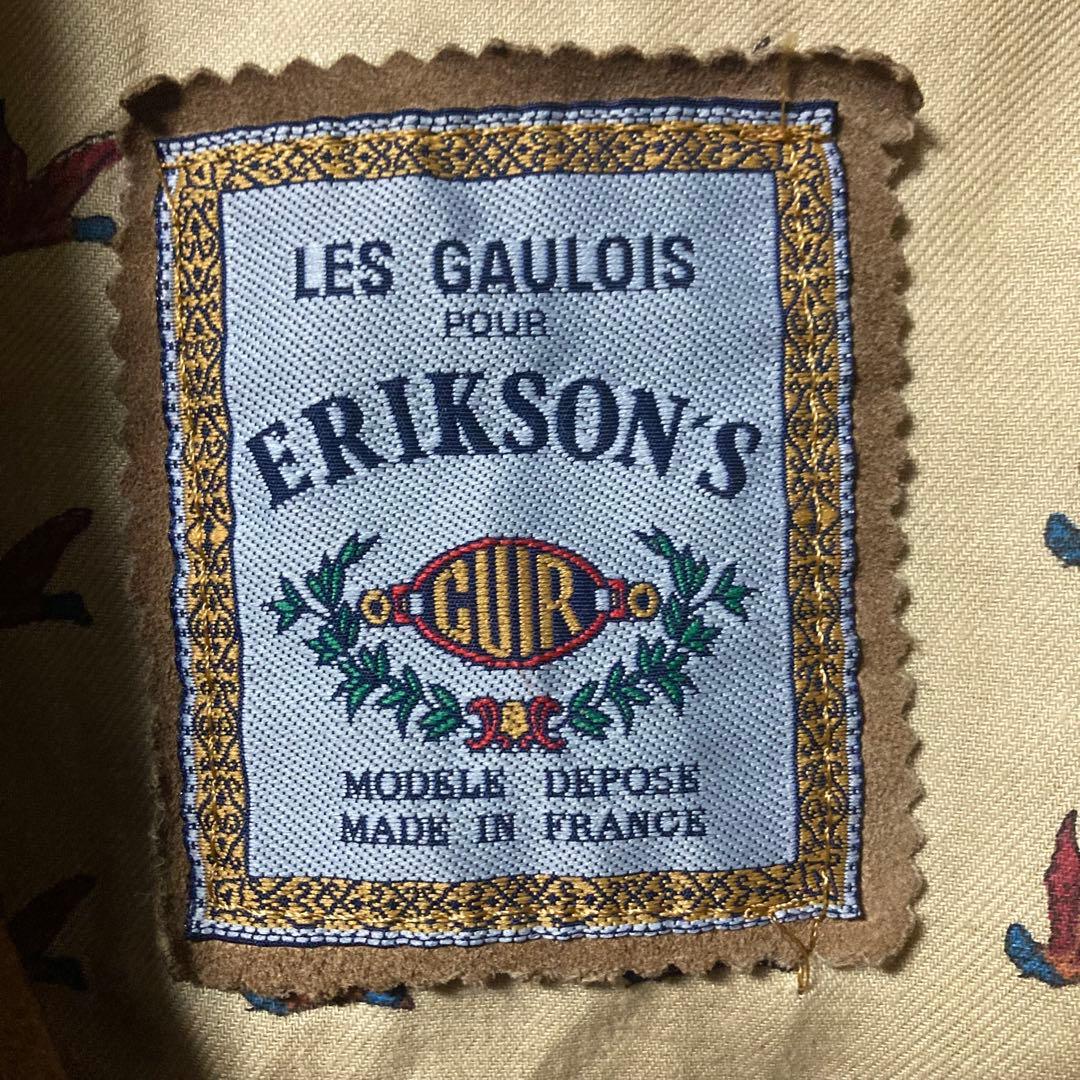 LES GAULOIS
POUR
ERIKSON'S
CUIR
MODELE DEPOSE
MADE IN FRANCE